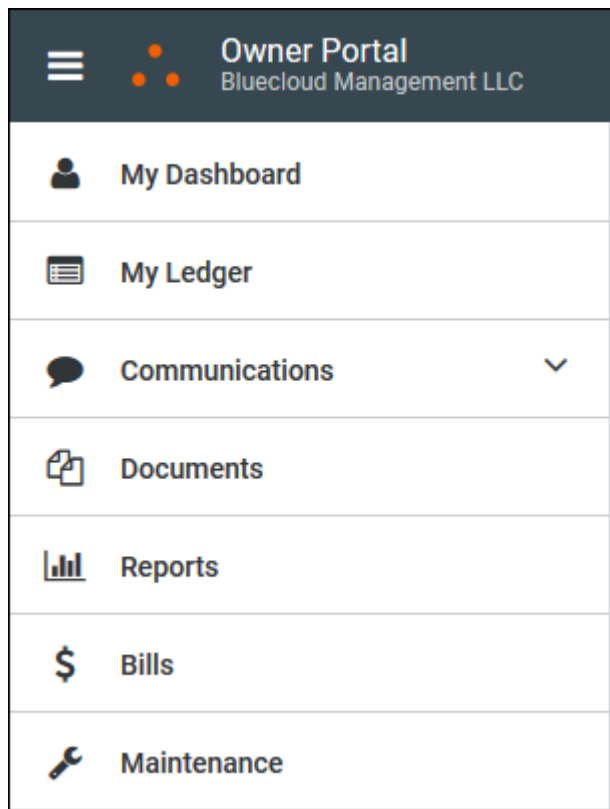 Owner Portal
Bluecloud Management LLC
My Dashboard
My Ledger
Communications
Documents
Reports
Bills
Maintenance